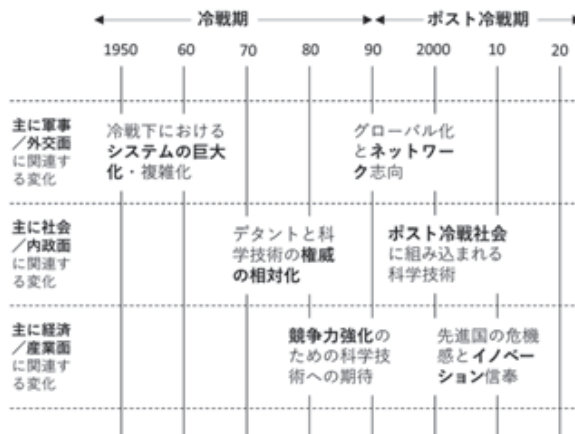 冷戦期 ポスト冷戦期
1950 60 70 80 90 2000 10 20
主に軍事
/外交面
に関連す
る変化
冷戦下における
システムの巨大
化・複雑化
グローバル化
とネットワー
ク志向
主に社会
/内政面
に関連す
る変化
デタントと科
学技術の権威
の相対化
ポスト冷戦社会
に組み込まれる
科学技術
主に経済
/産業面
に関連す
る変化
競争力強化の
ための科学技
術への期待
先進国の危機
感とイノベー
ション信奉